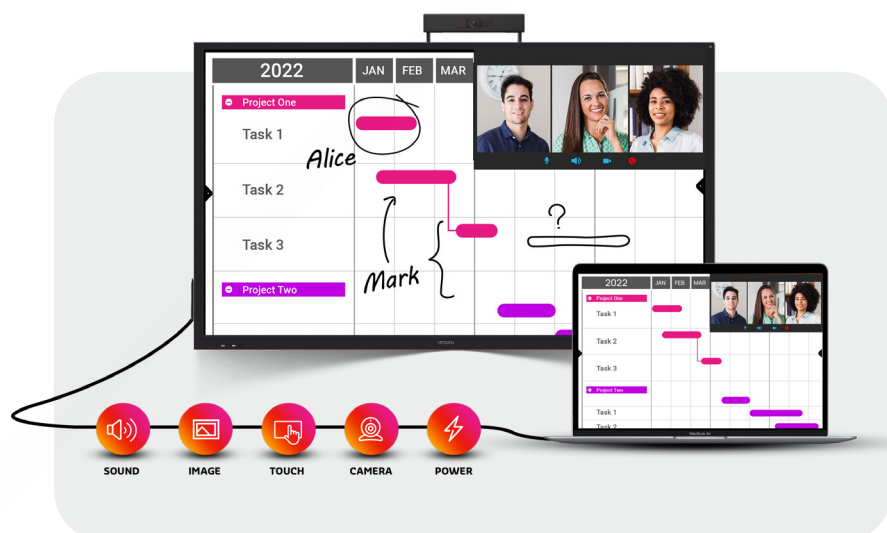 2022 JAN FEB MAR
Project One
Task 1
Alice
Task 2
Task 3
Mark
?
Project Two
2022 JAN FEB MAR
Project One
Task 1
Task 2
Task 3
Project Two
Task 1
Task 2
MacBook Air
SOUND IMAGE TOUCH CAMERA POWER